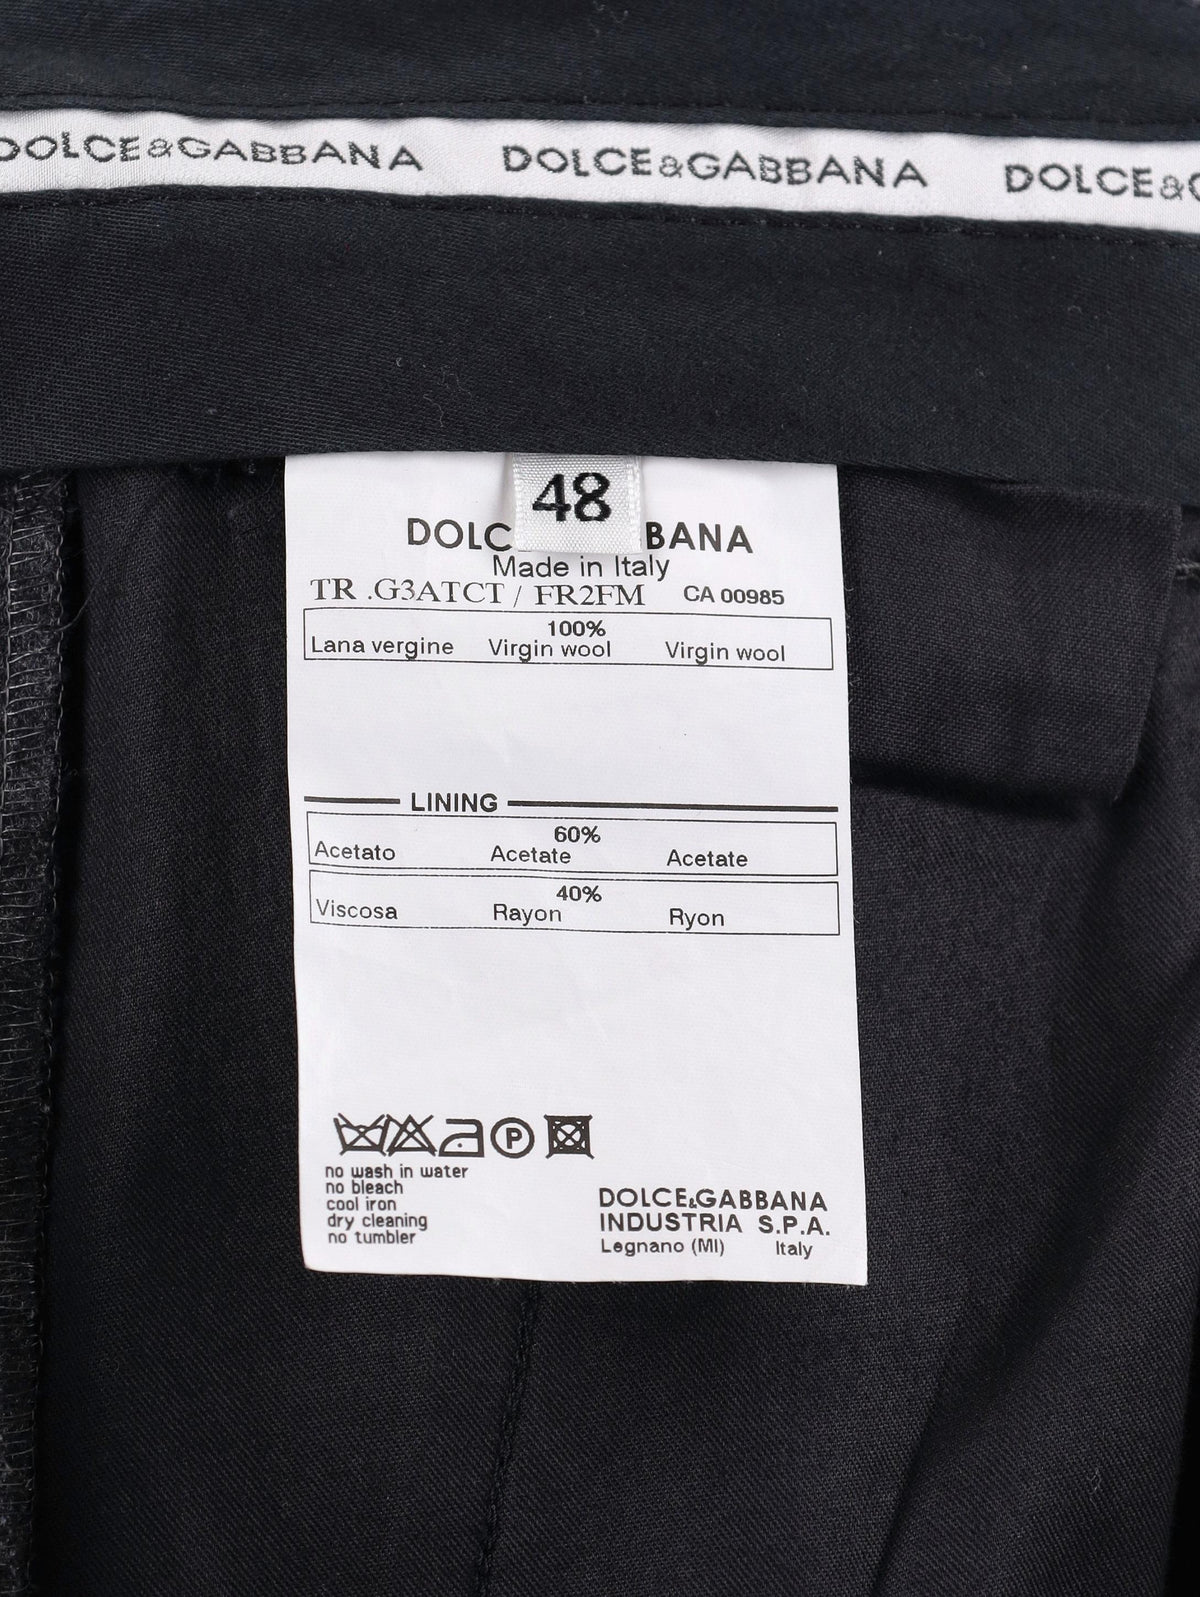 DOLCE&GABBANA DOLCE&GABBANA DOLCE&G
48
DOLC BANA
Made in Italy
TR .G3ATCT / FR2FM CA 00985
100%
Lana vergine Virgin wool Virgin wool
LINING
60%
Acetato Acetate Acetate
40%
Viscosa Rayon Ryon
P
no wash in water
no bleach
cool iron
dry cleaning
no tumbler
DOLCE&GABBANA
INDUSTRIA S.P.A.
Legnano (MI) Italy